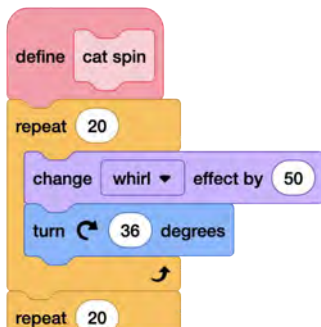 define cat spin
repeat 20
change whirl effect by 50
turn 36 degrees
repeat 20